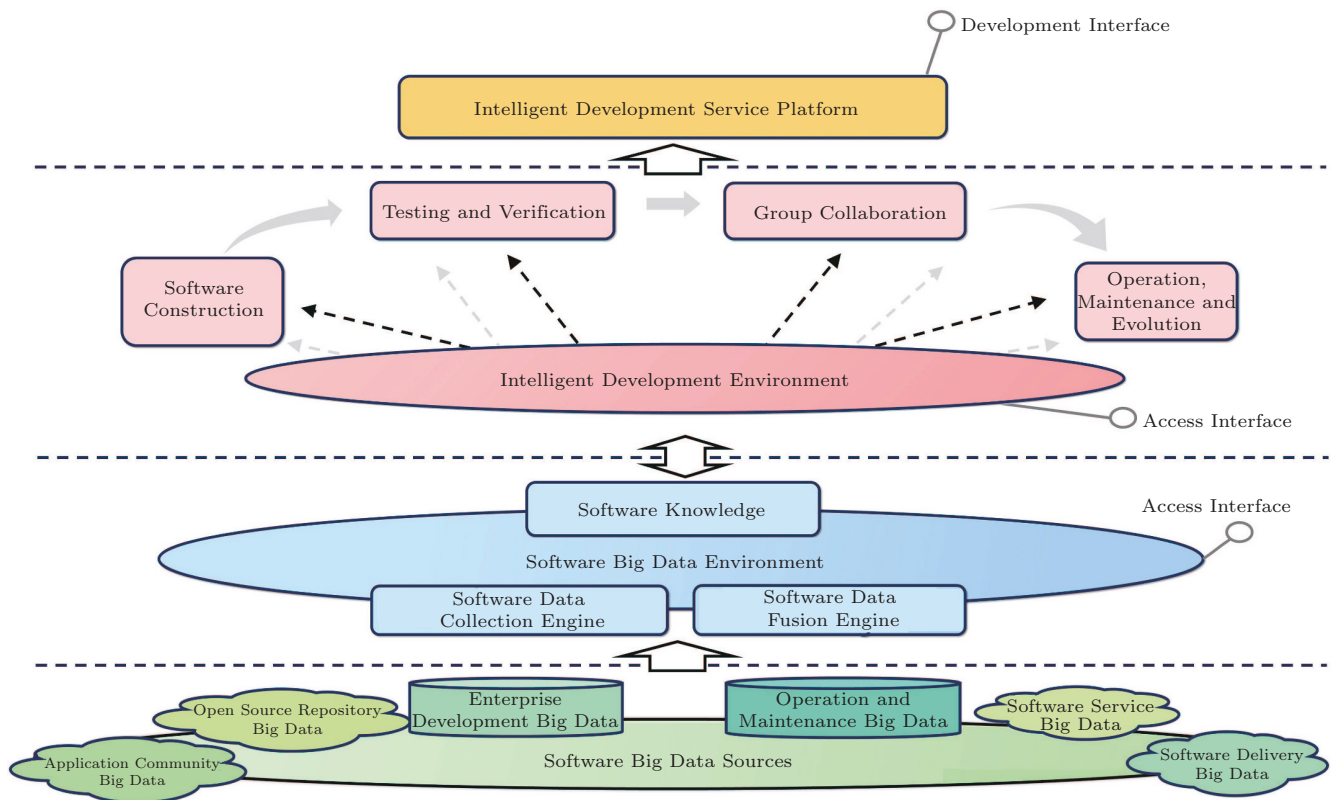 Development Interface
Intelligent Development Service Platform
Testing and Verification
Group Collaboration
Software
Construction
Operation,
Maintenance and
Evolution
Intelligent Development Environment
Access Interface
Software Knowledge
Access Interface
Software Big Data Environment
Software Data
Collection Engine
Software Data
Fusion Engine
Open Source Repository
Big Data
Enterprise
Development Big Data
Operation and
Maintenance Big Data
Software Service
Big Data
Application Community
Big Data
Software Big Data Sources
Software Delivery
Big Data